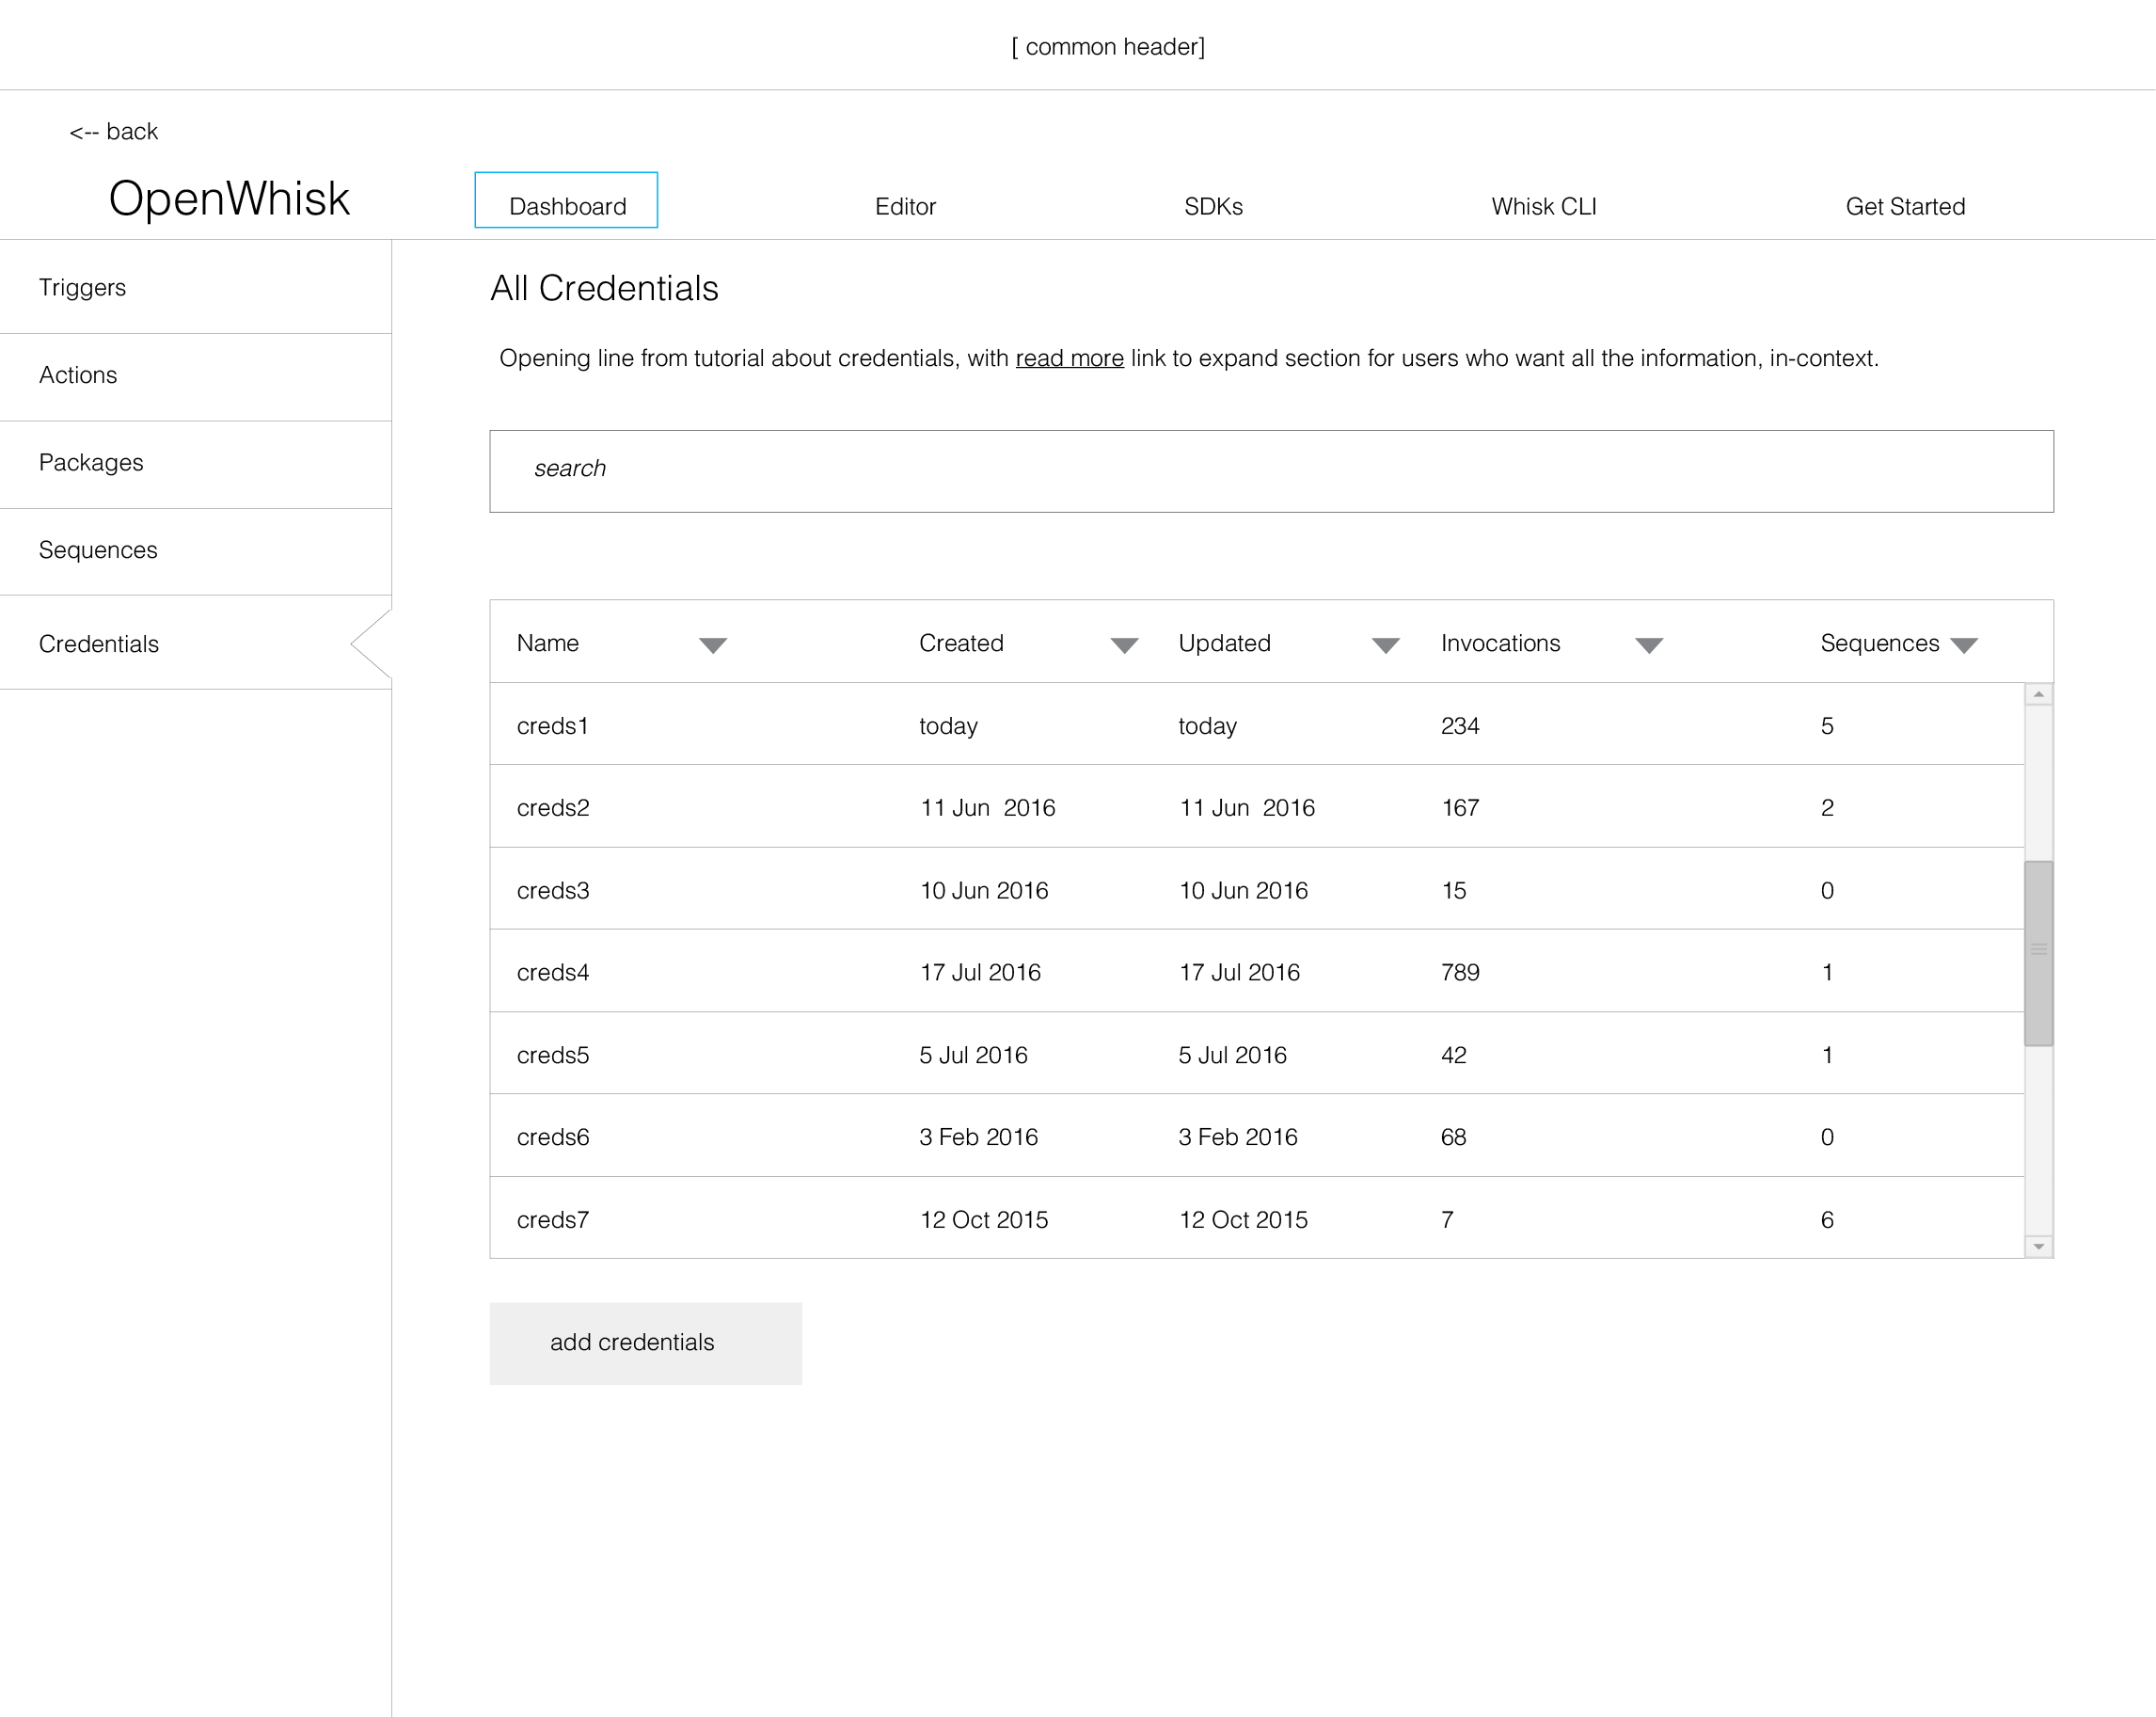 [ common header]
<-- back
OpenWhisk Dashboard Editor SDKs Whisk CLI Get Started
Triggers
Actions
Packages
Sequences
Credentials
All Credentials
Opening line from tutorial about credentials, with read more link to expand section for users who want all the information, in-context.
search
Name Created Updated Invocations Sequences
creds1 today today 234 5
creds2 11 Jun  2016 11 Jun  2016 167 2
creds3 10 Jun 2016 10 Jun 2016 15 0
creds4 17 Jul 2016 17 Jul 2016 789 1
creds5 5 Jul 2016 5 Jul 2016 42 1
creds6 3 Feb 2016 3 Feb 2016 68 0
creds7 12 Oct 2015 12 Oct 2015 7 6
add credentials